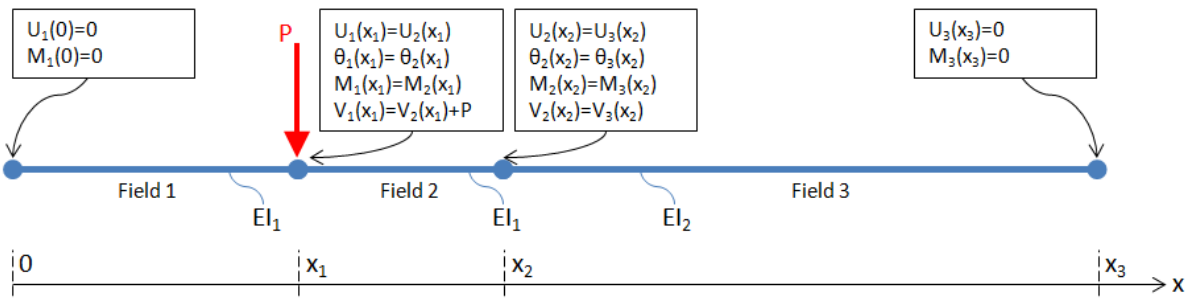 U₁(0)=0
M₁(0)=0
P
U₁(x₁)=U₂(x₁)
θ₁(x₁)= θ₂(x₁)
M₁(x₁)=M₂(x₁)
V₁(x₁)=V₂(x₁)+P
U₂(x₂)=U₃(x₂)
θ₂(x₂)= θ₃(x₂)
M₂(x₂)=M₃(x₂)
V₂(x₂)=V₃(x₂)
U₃(x₃)=0
M₃(x₃)=0
Field 1
Field 2
Field 3
EI₁
EI₁
EI₂
0
x₁
x₂
x₃
x